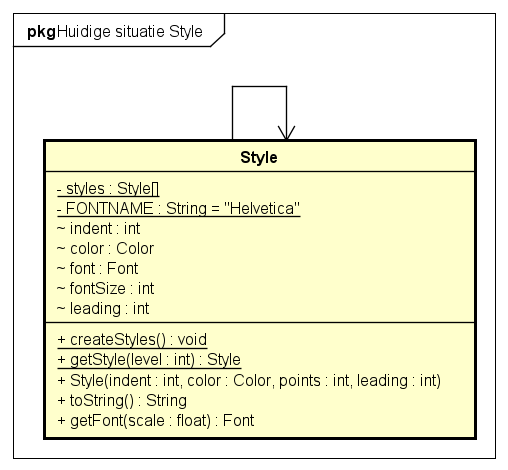 pkg Huidige situatie Style
Style
- styles : Style[]
- FONTNAME : String = "Helvetica"
~ indent : int
~ color : Color
~ font : Font
~ fontSize : int
~ leading : int
+ createStyles() : void
+ getStyle(level : int) : Style
+ Style(indent : int, color : Color, points : int, leading : int)
+ toString() : String
+ getFont(scale : float) : Font